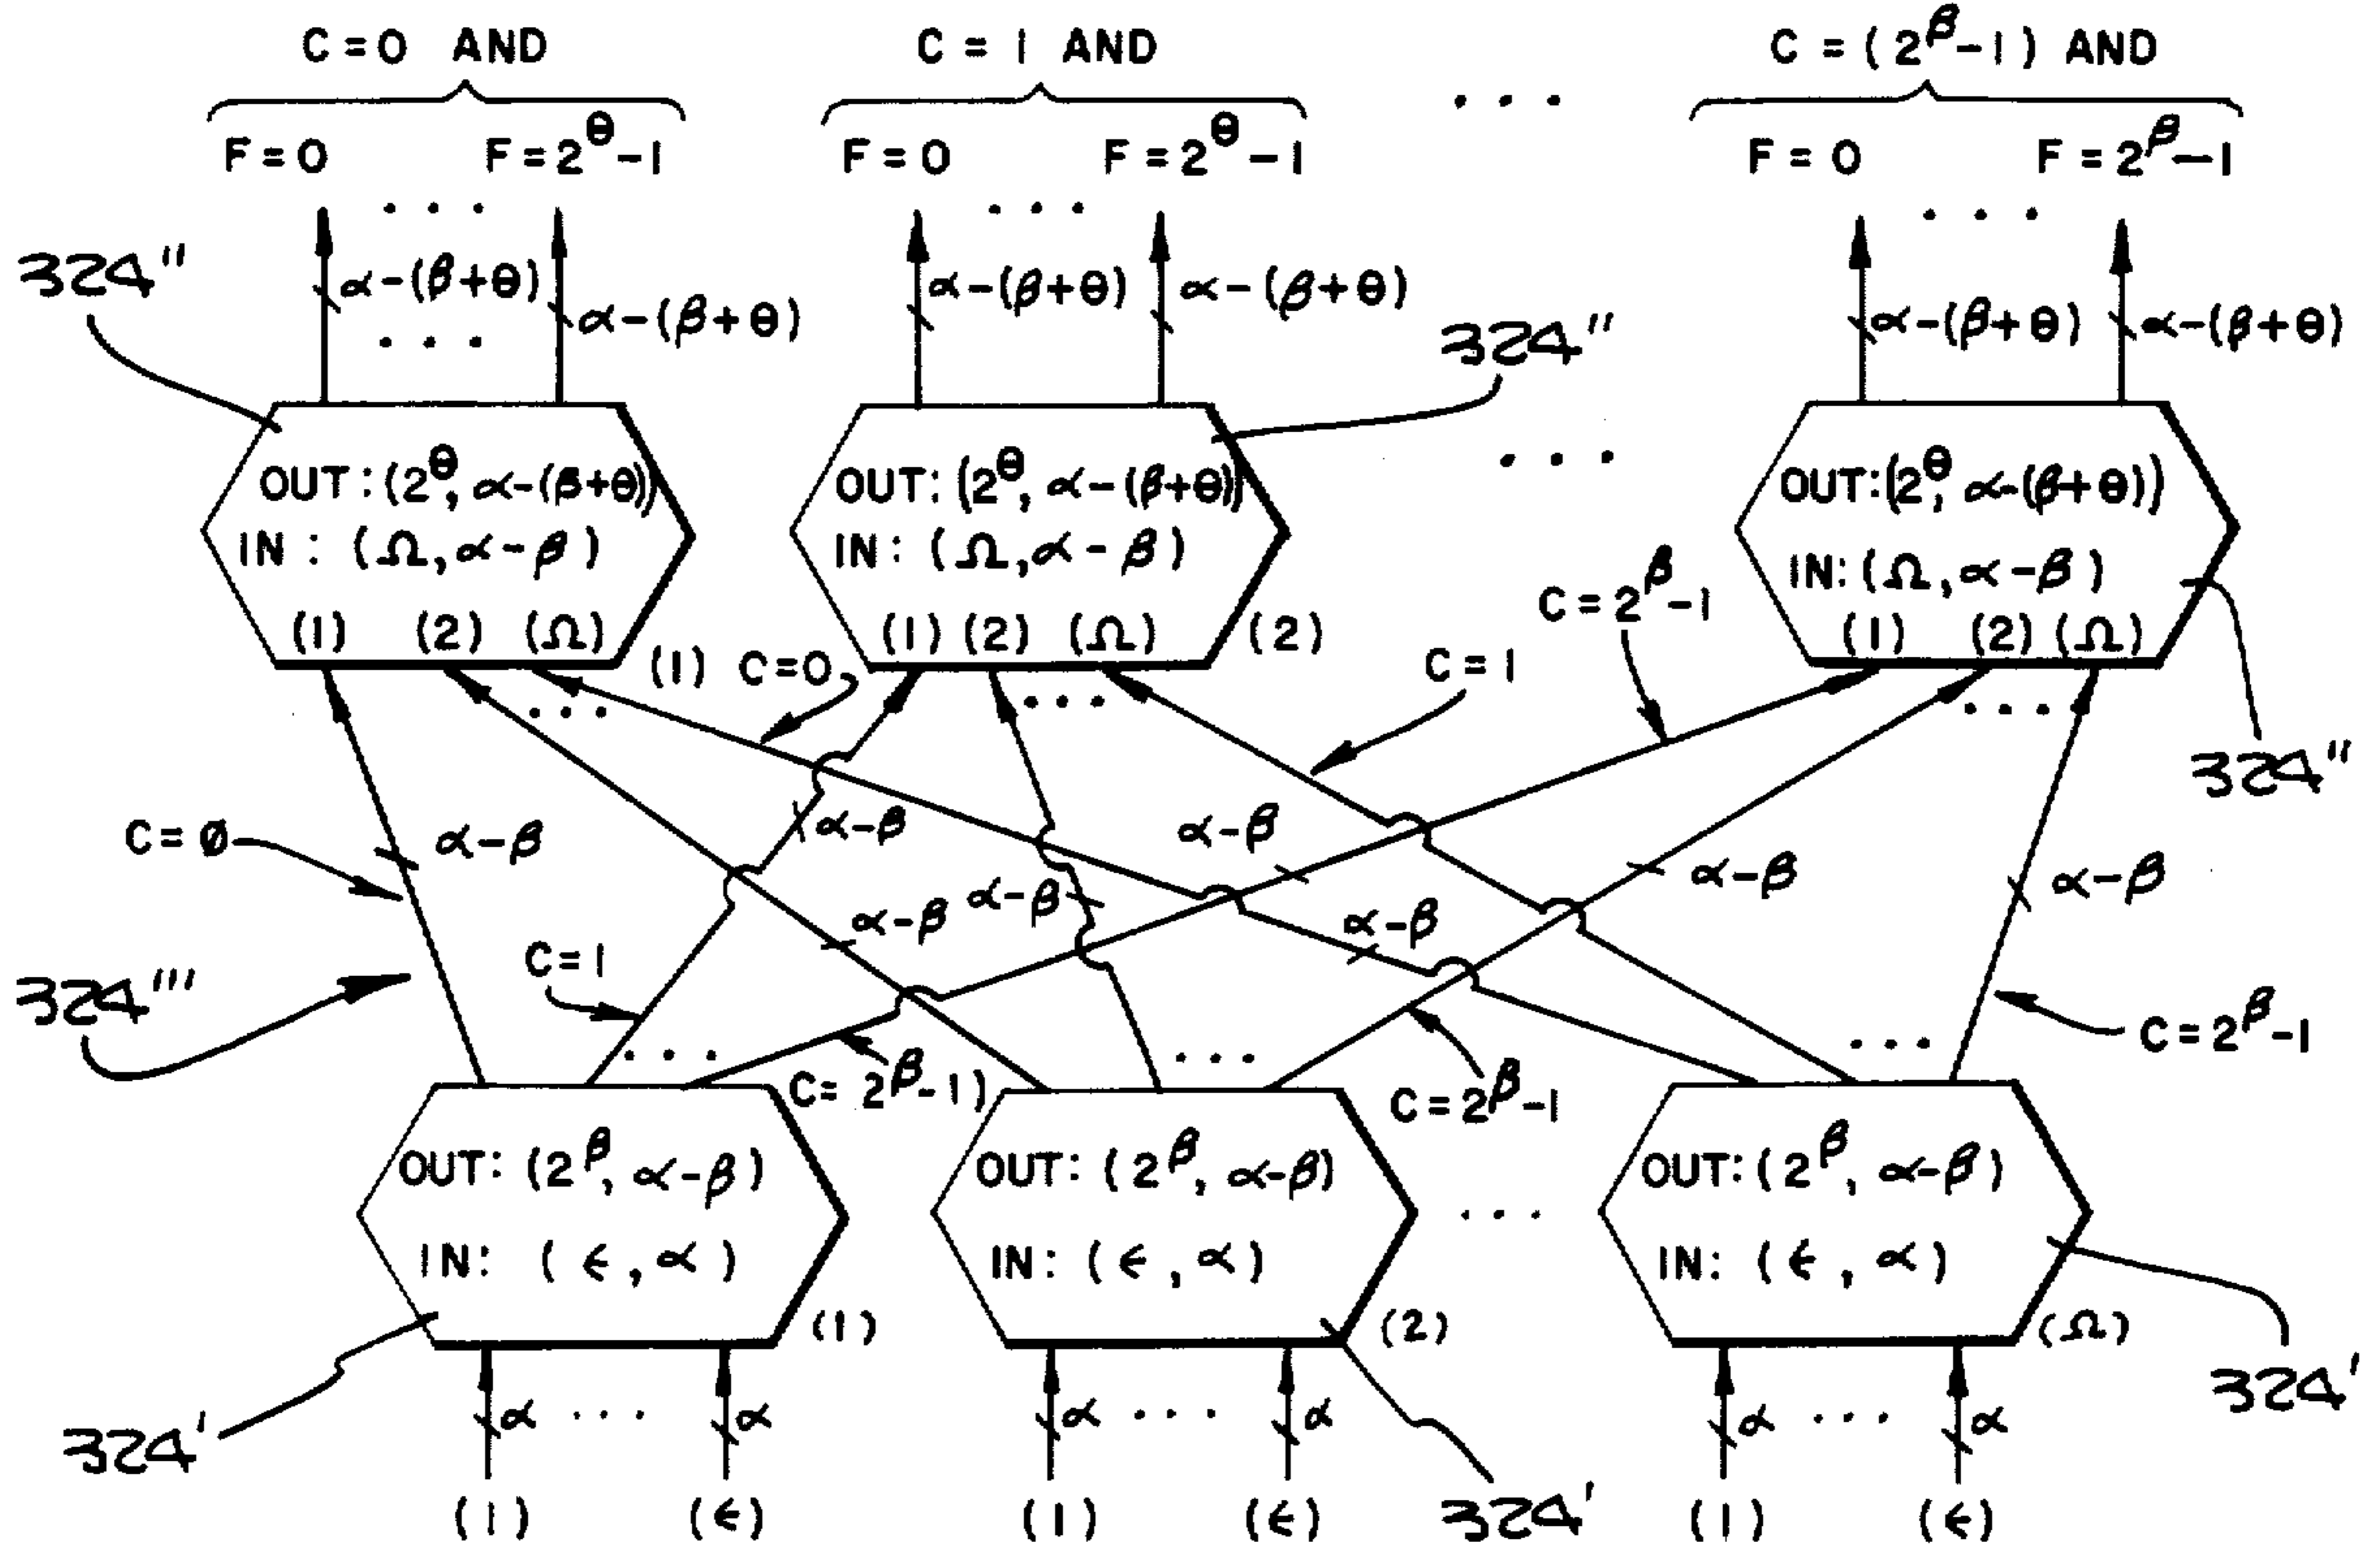 C=0 AND
C=1 AND
C=(2^β-1) AND
. . .
F=0
F=2^θ-1
F=0
F=2^θ-1
F=0
F=2^β-1
. . .
. . .
. . .
324"
α-(β+θ)
α-(β+θ)
. . .
α-(β+θ)
α-(β+θ)
324"
α-(β+θ)
α-(β+θ)
OUT:(2^θ, α-(β+θ))
IN: (Ω, α-β)
(1) (2) (Ω)
(1)
OUT: (2^θ, α-(β+θ))
IN: (Ω, α-β)
(1) (2) (Ω)
(2)
. . .
OUT:(2^θ, α-(β+θ))
IN:(Ω, α-β)
(1) (2) (Ω)
324"
C=0
C=1
C=2^β-1
. . .
. . .
. . .
C=Ø
α-β
α-β
α-β
α-β
α-β
α-β
α-β
α-β
α-β
324'''
C=1
C=2^β-1)
C=2^β-1
C=2^β-1
. . .
. . .
. . .
OUT: (2^β, α-β)
IN: (ϵ, α)
(1)
OUT: (2^β, α-β)
IN: (ϵ, α)
(2)
. . .
OUT:(2^β, α-β)
IN: (ϵ, α)
(Ω)
324'
α . . . α
(1) (ϵ)
α . . . α
(1) (ϵ)
324'
α . . . α
(1) (ϵ)
324'